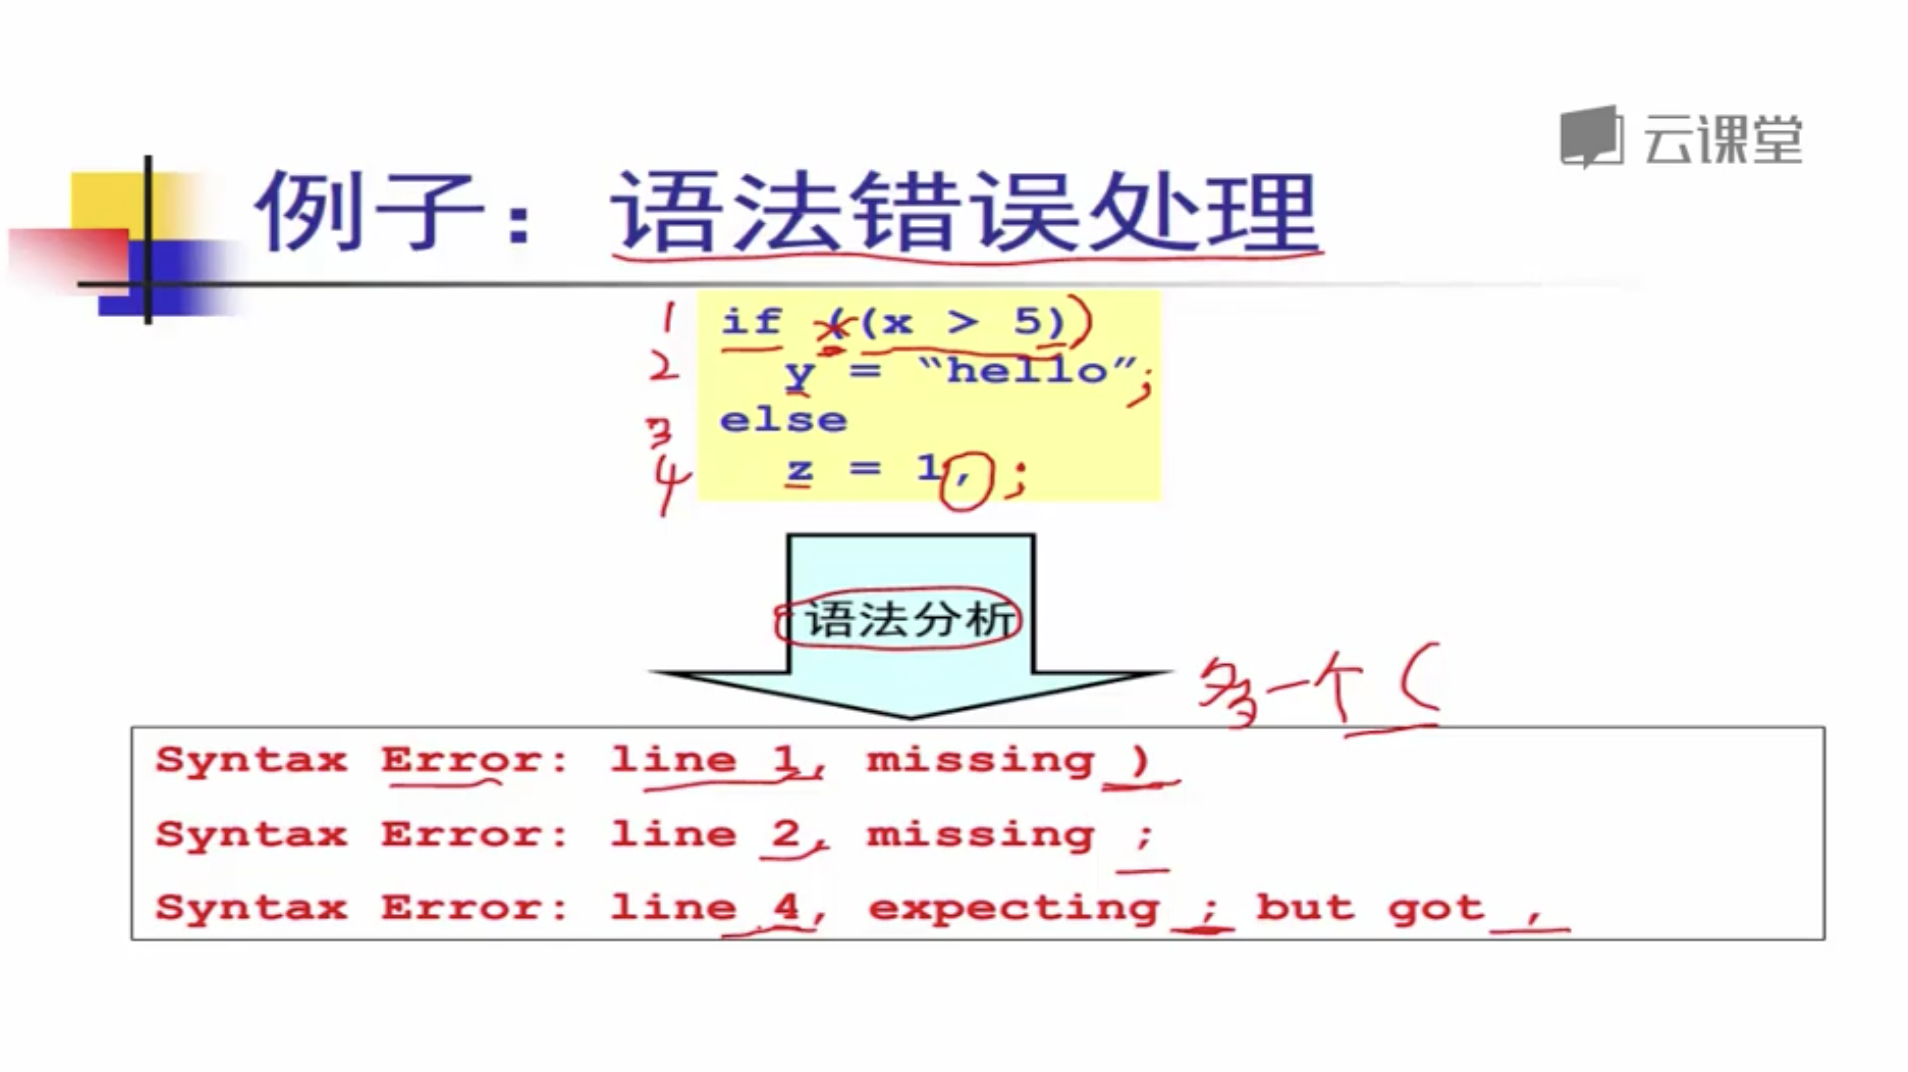 云课堂
例子：语法错误处理
1 if ((x > 5))
2 y = “hello”;
3 else
4 z = 1, ;
语法分析
多一个 (
Syntax Error: line 1, missing )
Syntax Error: line 2, missing ;
Syntax Error: line 4, expecting ; but got ,